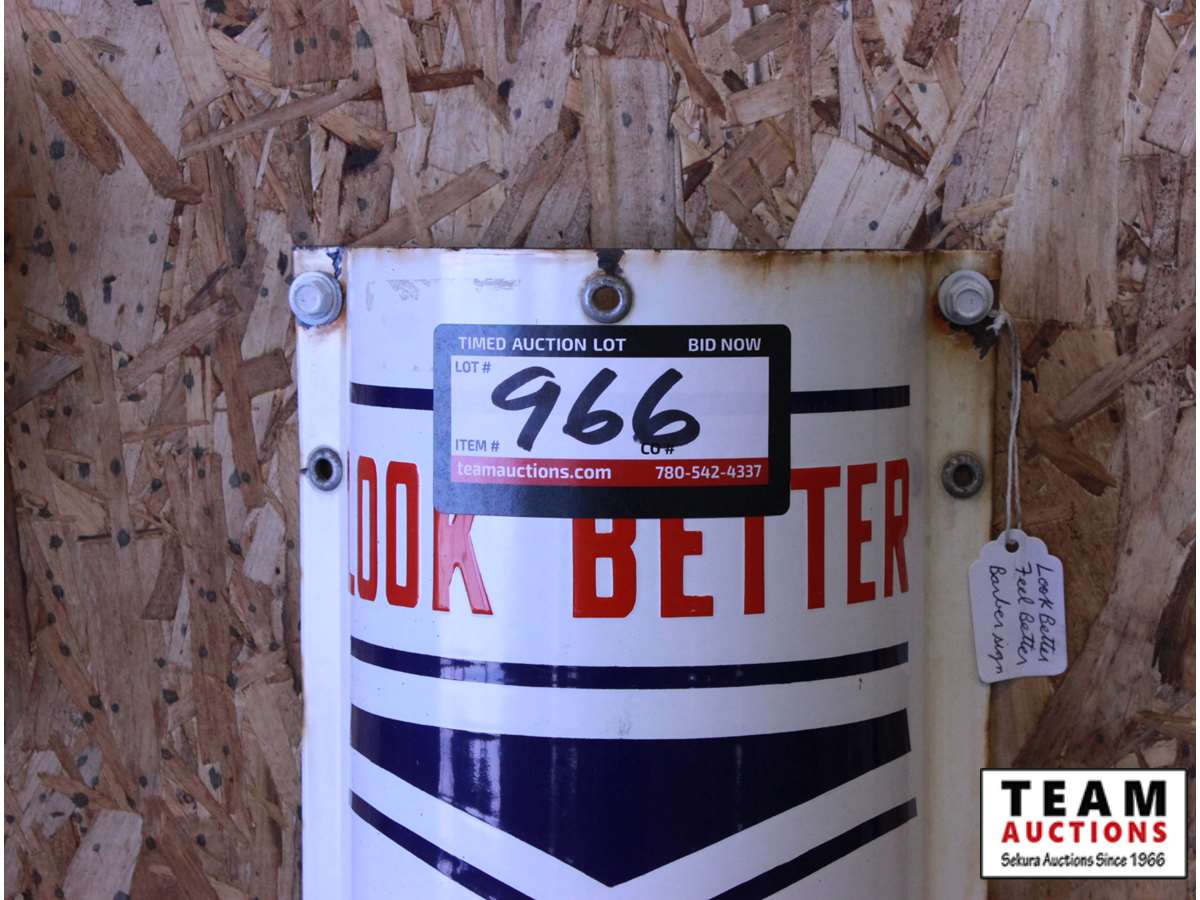 TIMED AUCTION LOT BID NOW
LOT #
966
ITEM # CO #
teamauctions.com 780-542-4337
LOOK BETTER
Look Better
Feel Better
Barber sign
TEAM
AUCTIONS
Sekura Auctions Since 1966